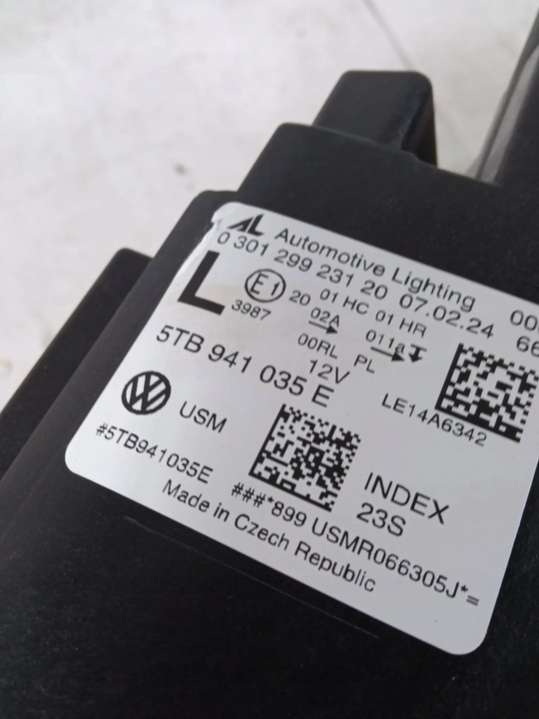 AL Automotive Lighting
0 301 299 231 20 07.02.24
L E1 20 01 HC 01 HR
3987 02A 011a
00RL PL
5TB 941 035 E 12V
LE14A6342
USM
#5TB941035E
INDEX
23S
###*899 USMR066305J*=
Made in Czech Republic